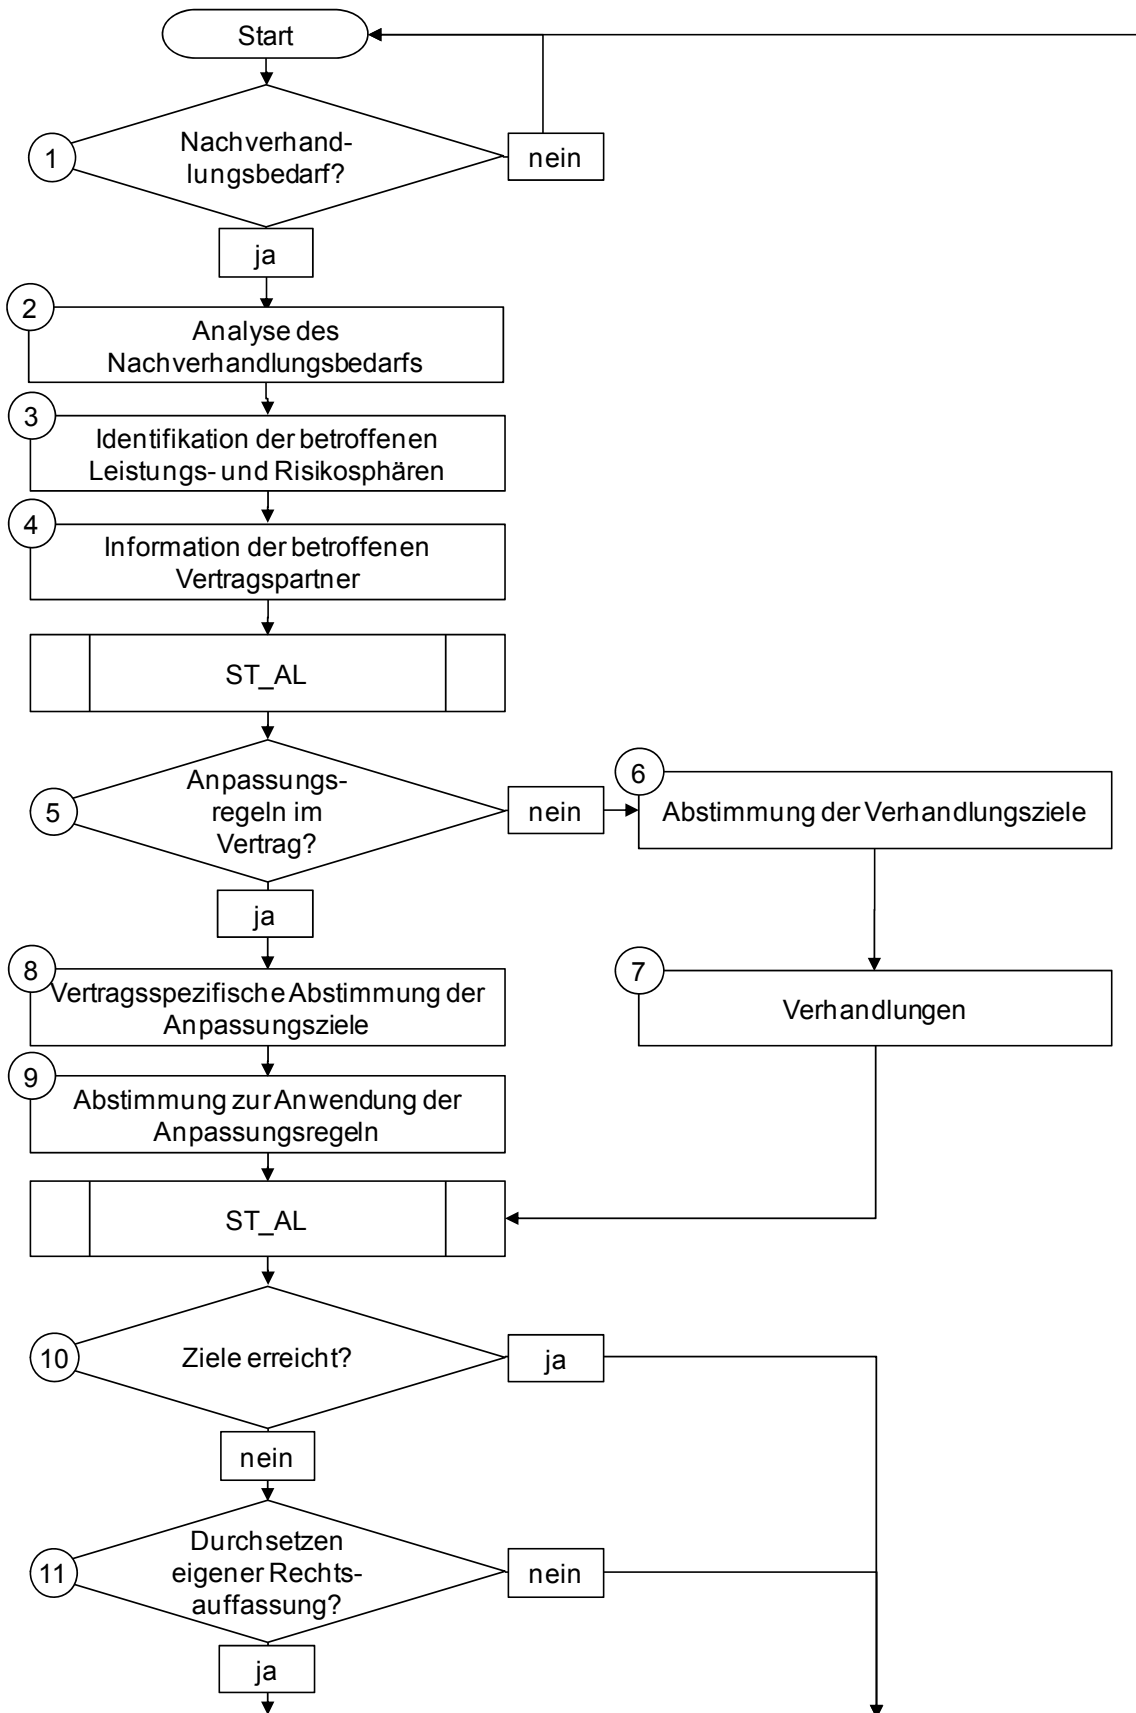 Start
1
Nachverhand-
lungsbedarf?
nein
ja
2
Analyse des
Nachverhandlungsbedarfs
3
Identifikation der betroffenen
Leistungs- und Risikosphären
4
Information der betroffenen
Vertragspartner
ST_AL
5
Anpassungs-
regeln im
Vertrag?
nein
6
Abstimmung der Verhandlungsziele
ja
7
Verhandlungen
8
Vertragsspezifische Abstimmung der
Anpassungsziele
9
Abstimmung zur Anwendung der
Anpassungsregeln
ST_AL
10
Ziele erreicht?
ja
nein
11
Durchsetzen
eigener Rechts-
auffassung?
nein
ja